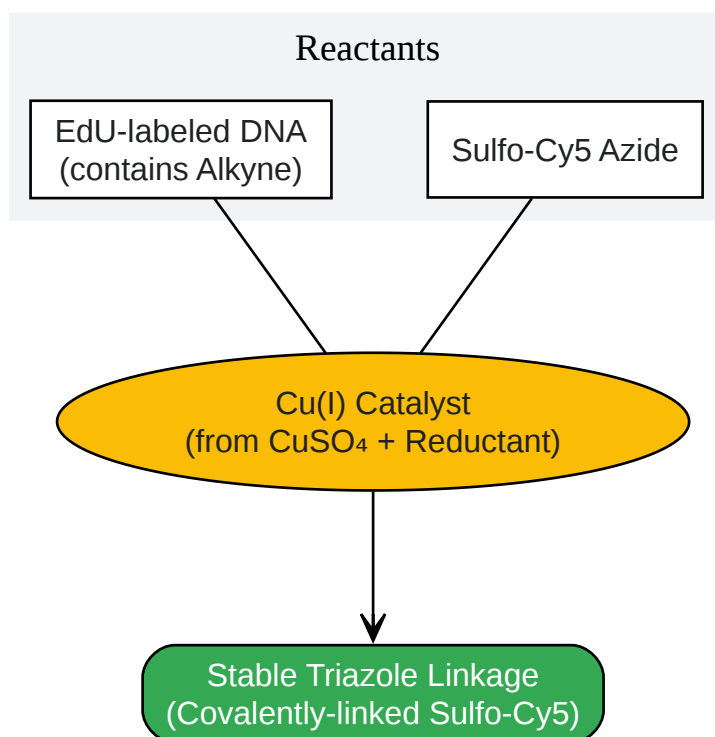 Reactants
EdU-labeled DNA
(contains Alkyne)
Sulfo-Cy5 Azide
Cu(I) Catalyst
(from CuSO₄ + Reductant)
Stable Triazole Linkage
(Covalently-linked Sulfo-Cy5)